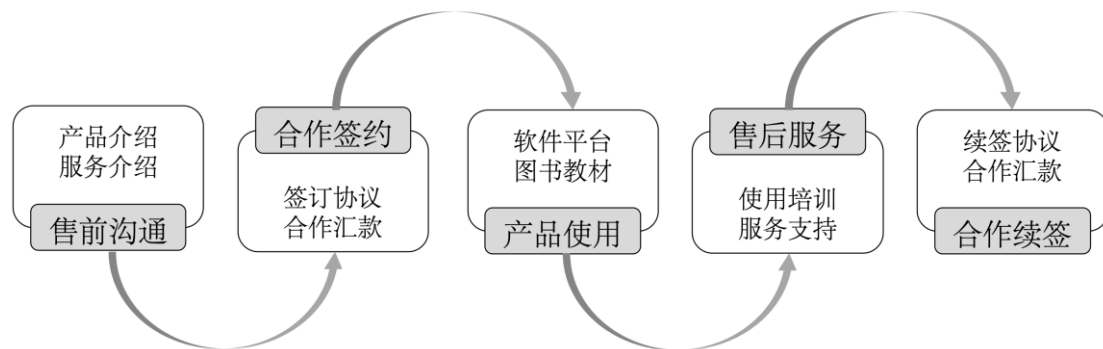 产品介绍
服务介绍
售前沟通
合作签约
签订协议
合作汇款
软件平台
图书教材
产品使用
售后服务
使用培训
服务支持
续签协议
合作汇款
合作续签